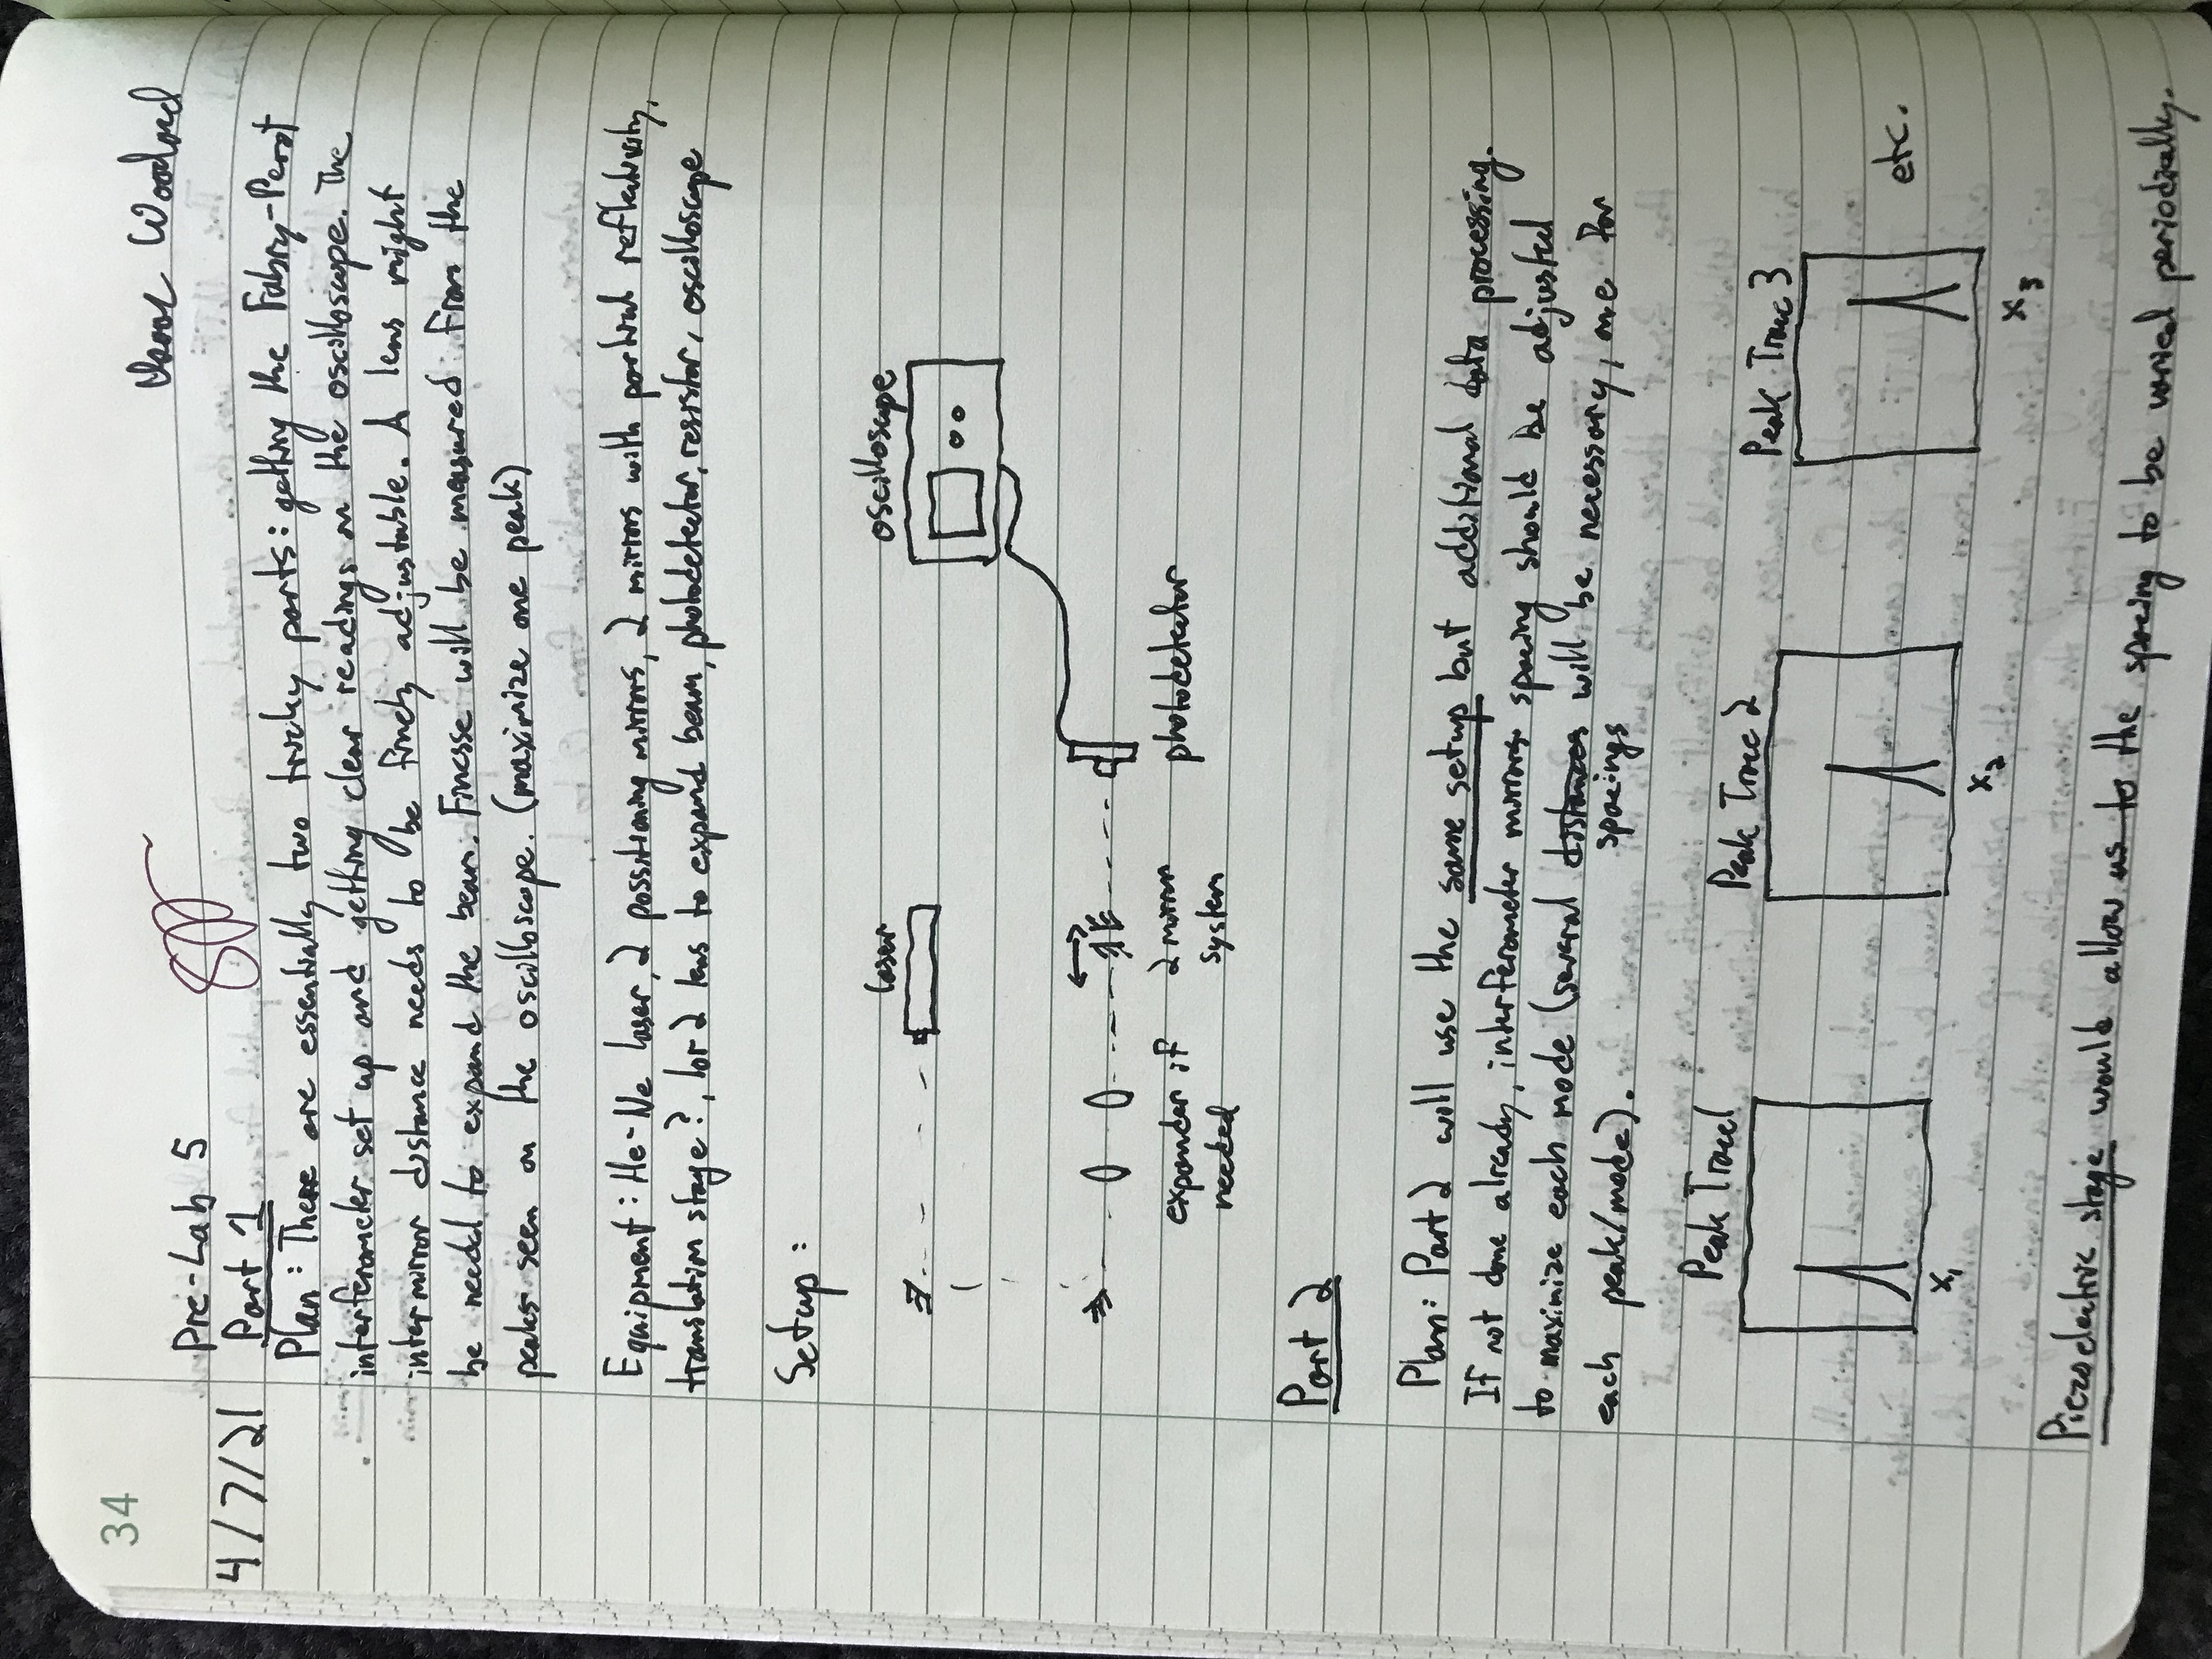 34
Woodard
Pre-Lab 5
4/7/21 Part 1
Plan: There are essentially two tricky parts: getting the Fabry-Perot
interferometer set up and getting clear readings on the oscilloscope. The
intermirror distance needs to be finely adjustable. A lens might
be needed to expand the beam. Finesse will be measured from the
peaks seen on the oscilloscope. (maximize one peak)
Equipment: He-Ne laser, 2 possitioning mirrors, 2 mirrors with partial reflectivity,
translation stage?, 1 or 2 lens to expand beam, photodetector, resistor, oscilloscope
Setup:
laser
oscilloscope
expander if needed
2 mirror system
photodetector
Part 2
Plan: Part 2 will use the same setup but additional data processing.
If not done already, interferometer mirrors spacing should be adjusted
to maximize each mode (several distances will be necessary, one for
each peak/mode). spacings
Peak Trace 1
Peak Trace 2
Peak Trace 3
etc.
x1
x2
x3
Piezoelectric stage would allow us to the spacing to be varied periodically.